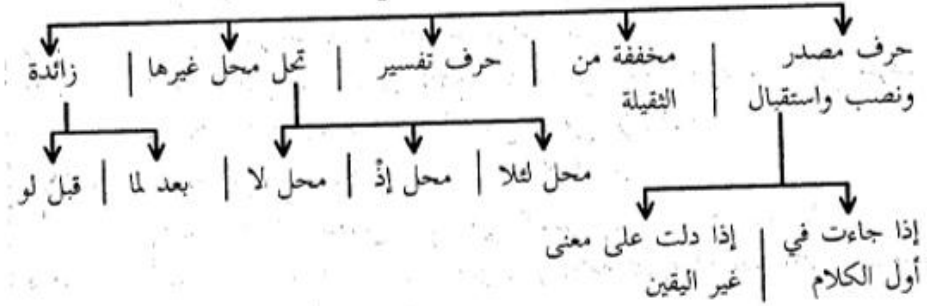 حرف مصدر
ونصب واستقبال
مخففة من
الثقيلة
حرف تفسير
تحل محل غيرها
زائدة
محل لئلا
محل إذْ
محل لا
بعد لما
قبل لو
إذا جاءت في
أول الكلام
إذا دلت على معنى
غير اليقين